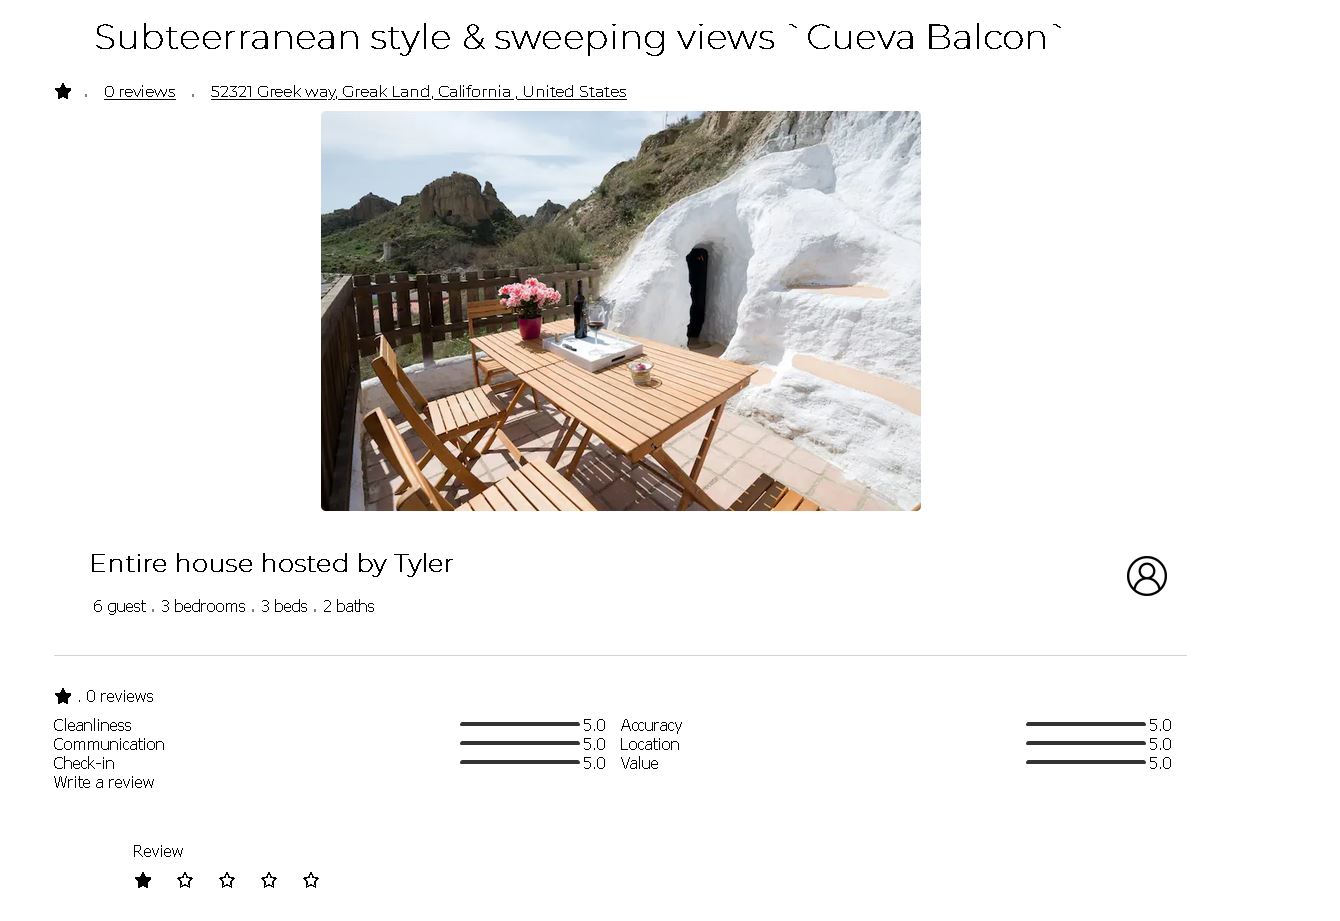 Subteerranean style & sweeping views `Cueva Balcon`
. 0 reviews . 52321 Greek way, Greak Land, California , United States
Entire house hosted by Tyler
6 guest . 3 bedrooms . 3 beds . 2 baths
. 0 reviews
Cleanliness 5.0 Accuracy 5.0
Communication 5.0 Location 5.0
Check-in 5.0 Value 5.0
Write a review
Review